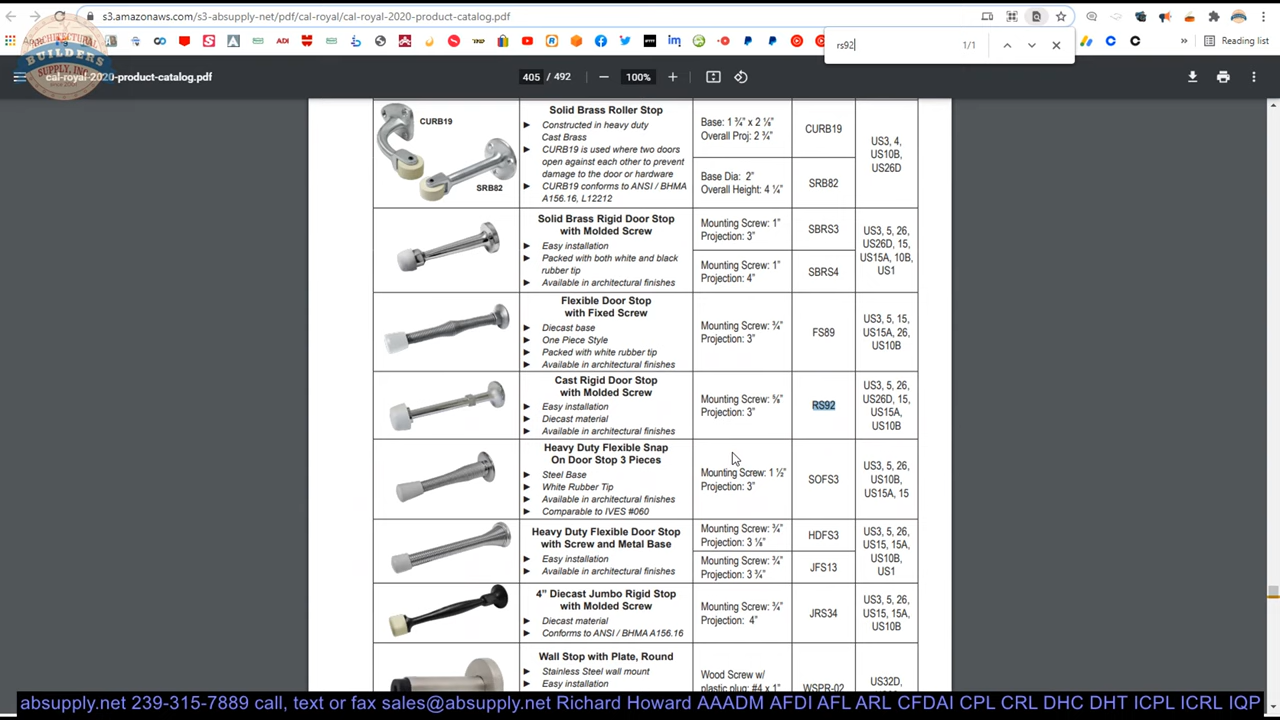 s3.amazonaws.com/s3-absupply-net/pdf/cal-royal/cal-royal-2020-product-catalog.pdf
Reading list
rs92
1/1
ARCHITECTURAL
BUILDERS
SUPPLY, INC
cal-royal-2020-product-catalog.pdf
405 / 492
100%
CURB19
SRB82
Solid Brass Roller Stop
► Constructed in heavy duty
Cast Brass
► CURB19 is used where two doors
open against each other to prevent
damage to the door or hardware
► CURB19 conforms to ANSI / BHMA
A156.16, L12212
Base: 1 ¾" x 2 ⅛"
Overall Proj: 2 ¾"
CURB19
Base Dia: 2"
Overall Height: 4 ¼"
SRB82
US3, 4,
US10B,
US26D
Solid Brass Rigid Door Stop
with Molded Screw
► Easy installation
► Packed with both white and black
rubber tip
► Available in architectural finishes
Mounting Screw: 1"
Projection: 3"
SBRS3
Mounting Screw: 1"
Projection: 4"
SBRS4
US3, 5, 26,
US26D, 15,
US15A, 10B,
US1
Flexible Door Stop
with Fixed Screw
► Diecast base
► One Piece Style
► Packed with white rubber tip
► Available in architectural finishes
Mounting Screw: ¾"
Projection: 3"
FS89
US3, 5, 15,
US15A, 26,
US10B
Cast Rigid Door Stop
with Molded Screw
► Easy installation
► Diecast material
► Available in architectural finishes
Mounting Screw: ⅝"
Projection: 3"
RS92
US3, 5, 26,
US26D, 15,
US15A,
US10B
Heavy Duty Flexible Snap
On Door Stop 3 Pieces
► Steel Base
► White Rubber Tip
► Available in architectural finishes
► Comparable to IVES #060
Mounting Screw: 1 ½"
Projection: 3"
SOFS3
US3, 5, 26,
US10B,
US15A, 15
Heavy Duty Flexible Door Stop
with Screw and Metal Base
► Easy installation
► Available in architectural finishes
Mounting Screw: ¾"
Projection: 3 ⅛"
HDFS3
Mounting Screw: ¾"
Projection: 3 ¾"
JFS13
US3, 5, 26,
US15, 15A,
US10B,
US1
4" Diecast Jumbo Rigid Stop
with Molded Screw
► Diecast material
► Conforms to ANSI / BHMA A156.16
Mounting Screw: ¾"
Projection: 4"
JRS34
US3, 5, 26,
US15, 15A,
US10B
Wall Stop with Plate, Round
► Stainless Steel wall mount
► Easy installation
Wood Screw w/
plastic plug: #4 x 1"
WSPR-02
US32D,
absupply.net 239-315-7889 call, text or fax sales@absupply.net Richard Howard AAADM AFDI AFL ARL CFDAI CPL CRL DHC DHT ICPL ICRL IQP